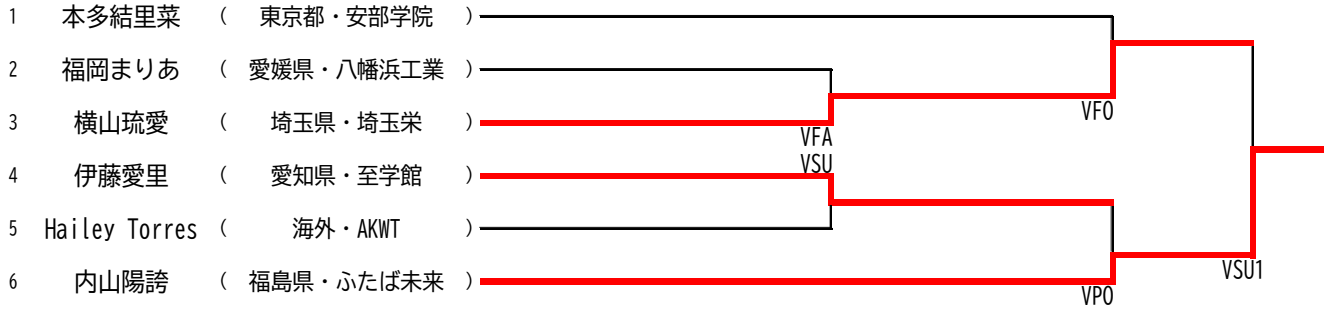 1 本多結里菜 ( 東京都・安部学院 )
2 福岡まりあ ( 愛媛県・八幡浜工業 )
VFO
3 横山琉愛 ( 埼玉県・埼玉栄 )
VFA
VSU
4 伊藤愛里 ( 愛知県・至学館 )
5 Hailey Torres ( 海外・AKWT )
VSU1
6 内山陽誇 ( 福島県・ふたば未来 )
VPO